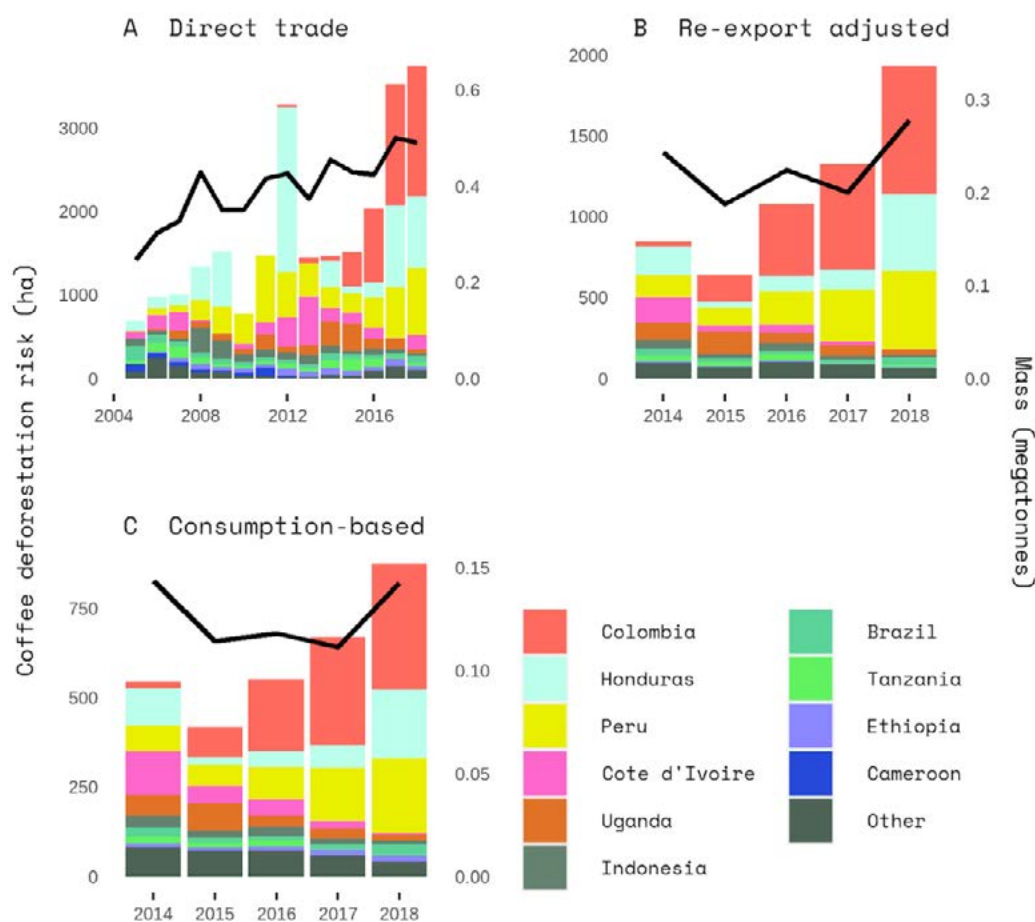 A Direct trade
B Re-export adjusted
2000
0.6
3000
0.3
1500
0.4
2000
0.2
1000
1000
0.2
500
0.1
0
0.0
0
0.0
2004 2008 2012 2016
2014 2015 2016 2017 2018
Coffee deforestation risk (ha)
Mass (megatonnes)
C Consumption-based
0.15
750
0.10
500
0.05
250
0
0.00
2014 2015 2016 2017 2018
Colombia
Honduras
Peru
Cote d'Ivoire
Uganda
Indonesia
Brazil
Tanzania
Ethiopia
Cameroon
Other